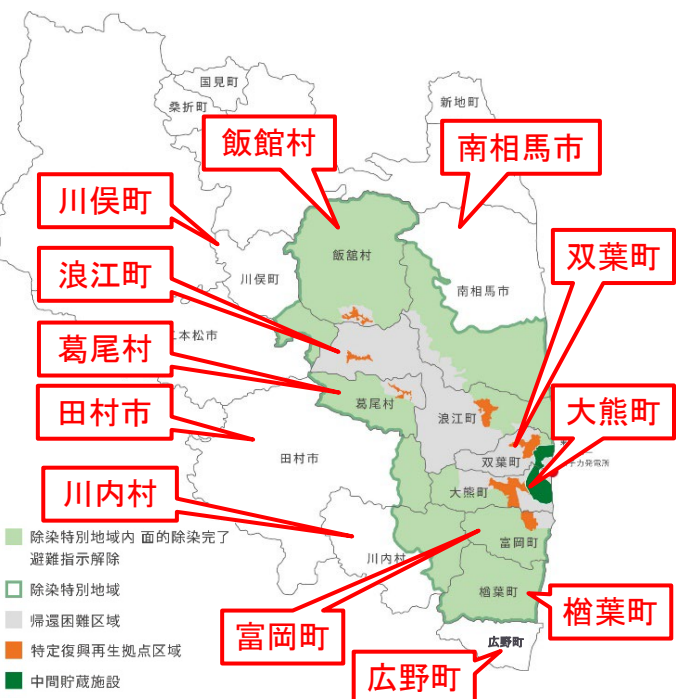 国見町
桑折町
新地町
飯館村
南相馬市
川俣町
飯舘村
双葉町
川俣町
浪江町
南相馬市
二本松市
葛尾村
葛尾村
大熊町
浪江町
田村市
田村市
双葉町
子力発電所
川内村
大熊町
除染特別地域内 面的除染完了
避難指示解除
富岡町
川内村
除染特別地域
楢葉町
帰還困難区域
楢葉町
富岡町
特定復興再生拠点区域
広野町
広野町
中間貯蔵施設